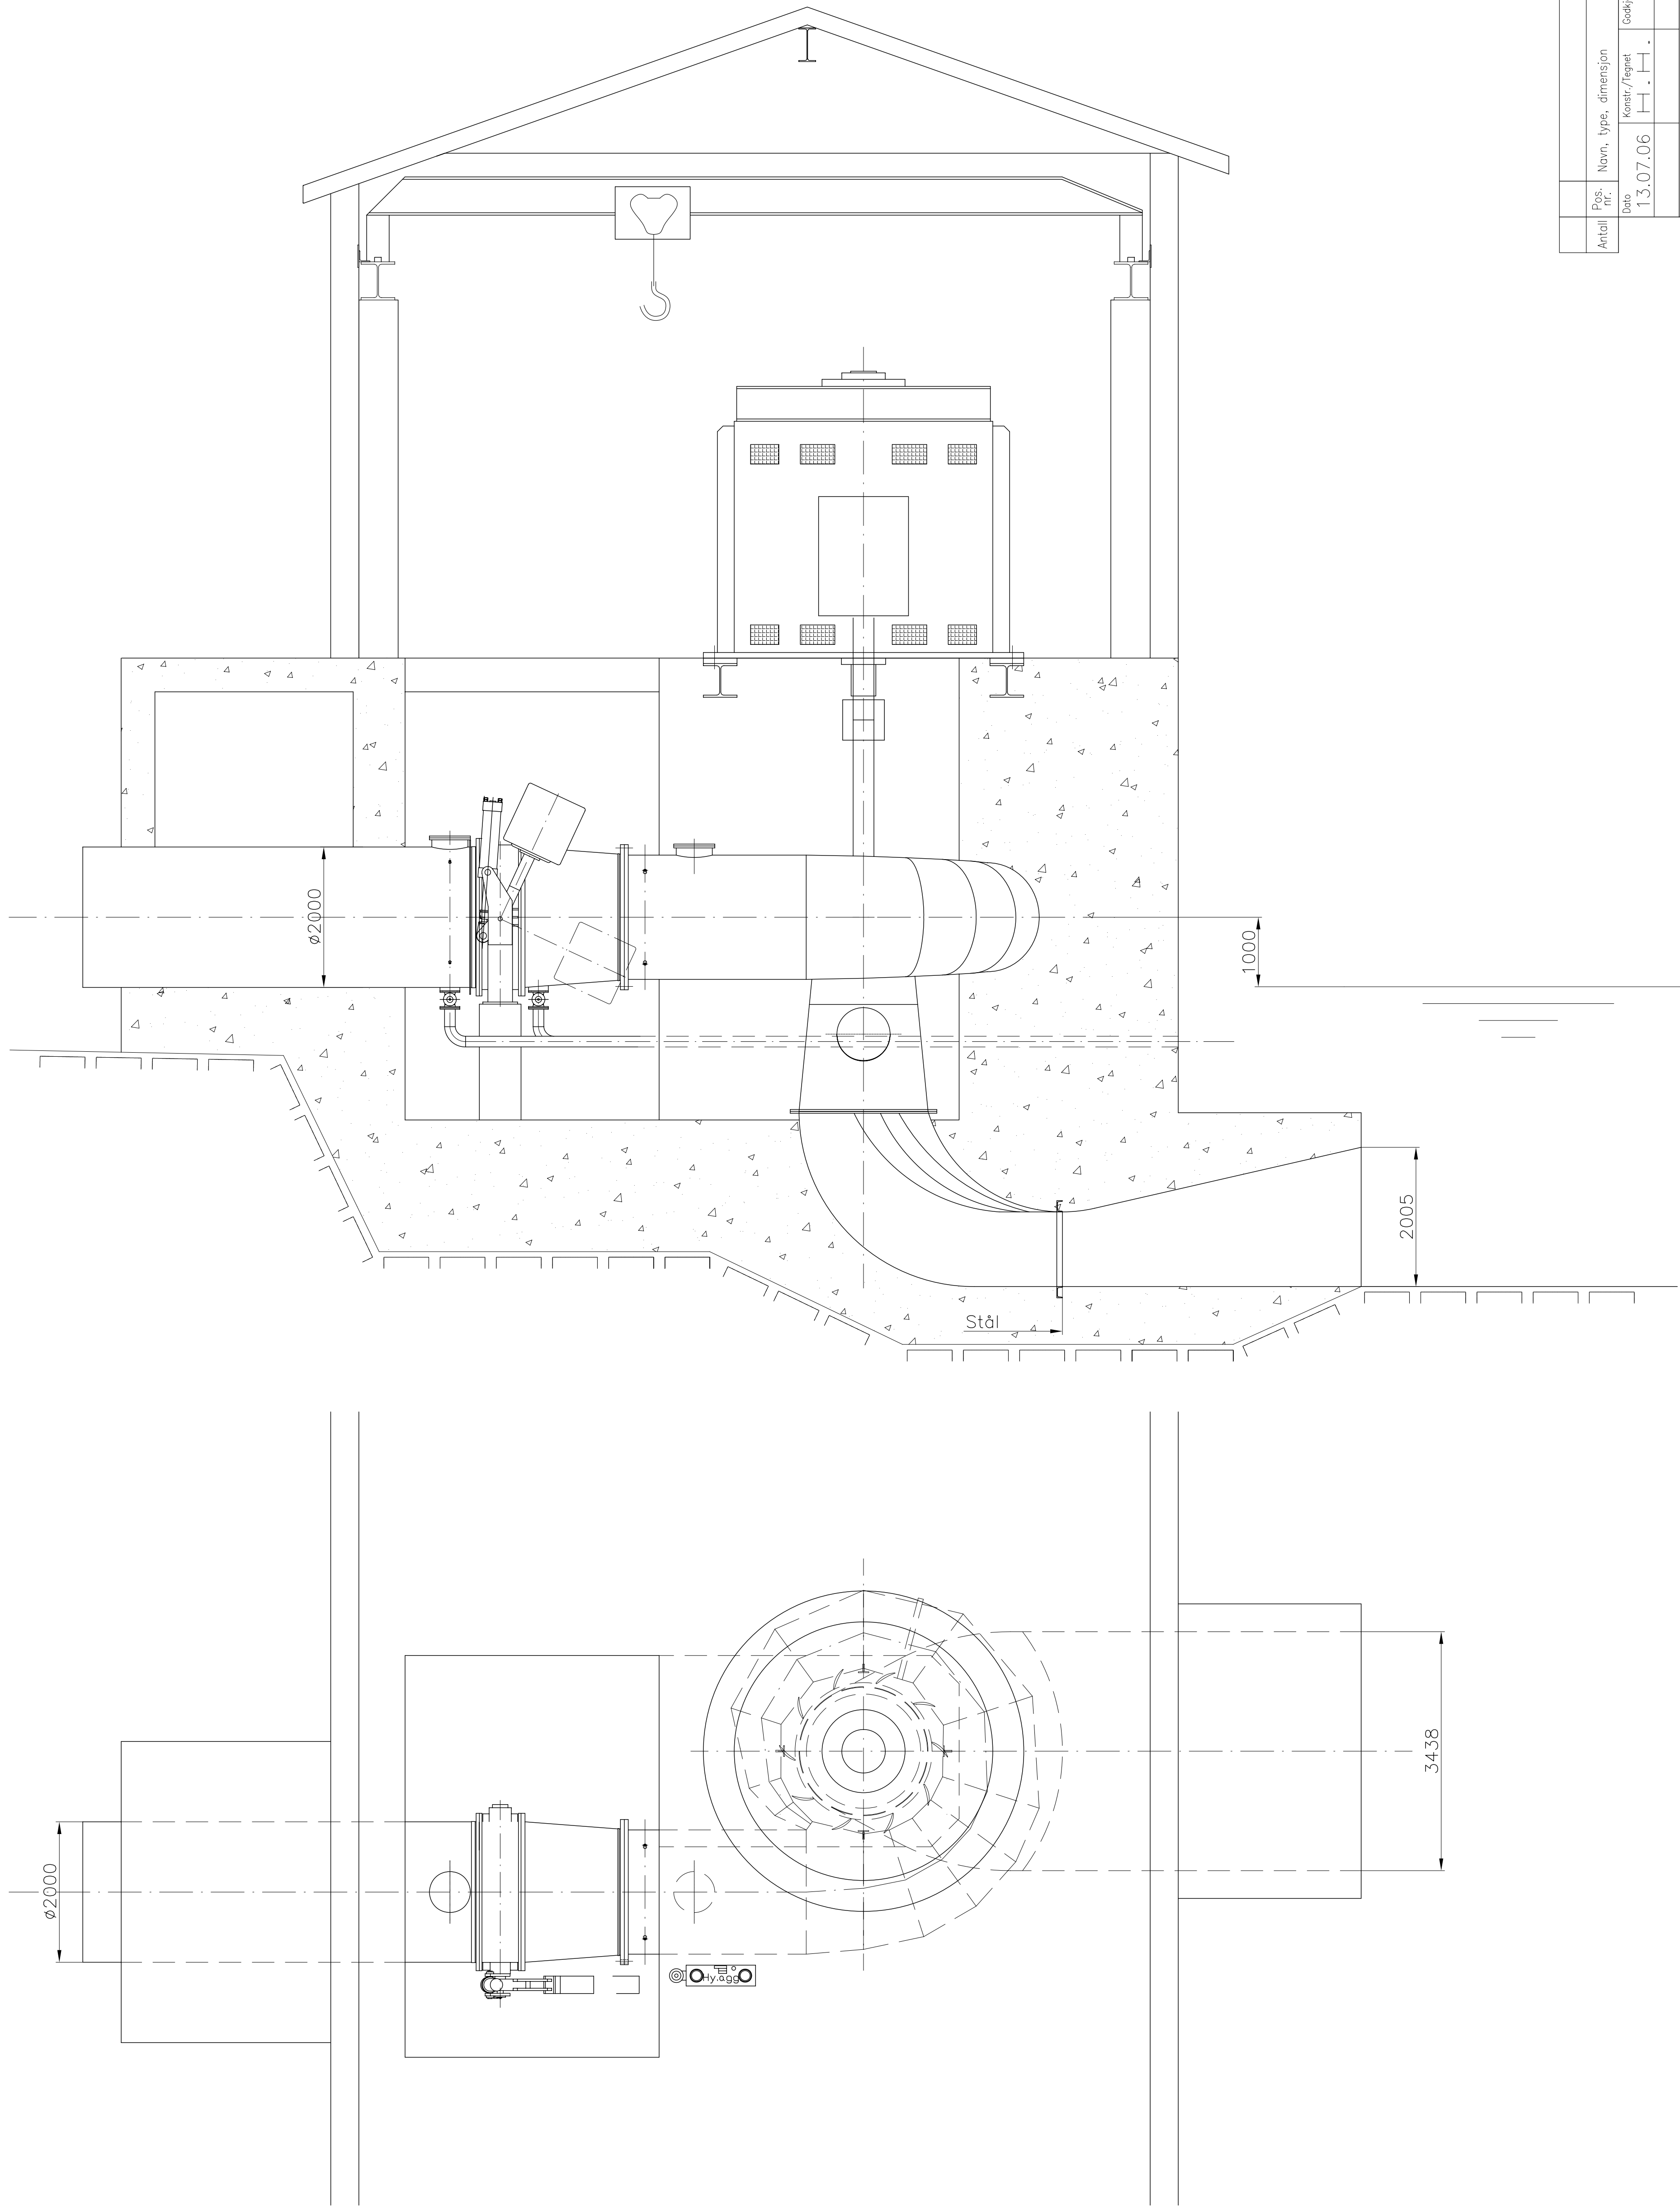 Antall
Pos. nr.
Navn, type, dimensjon
Dato
13.07.06
Konstr./Tegnet
H.H.
ø2000
1000
2005
Stål
ø2000
3438
Hy.agg